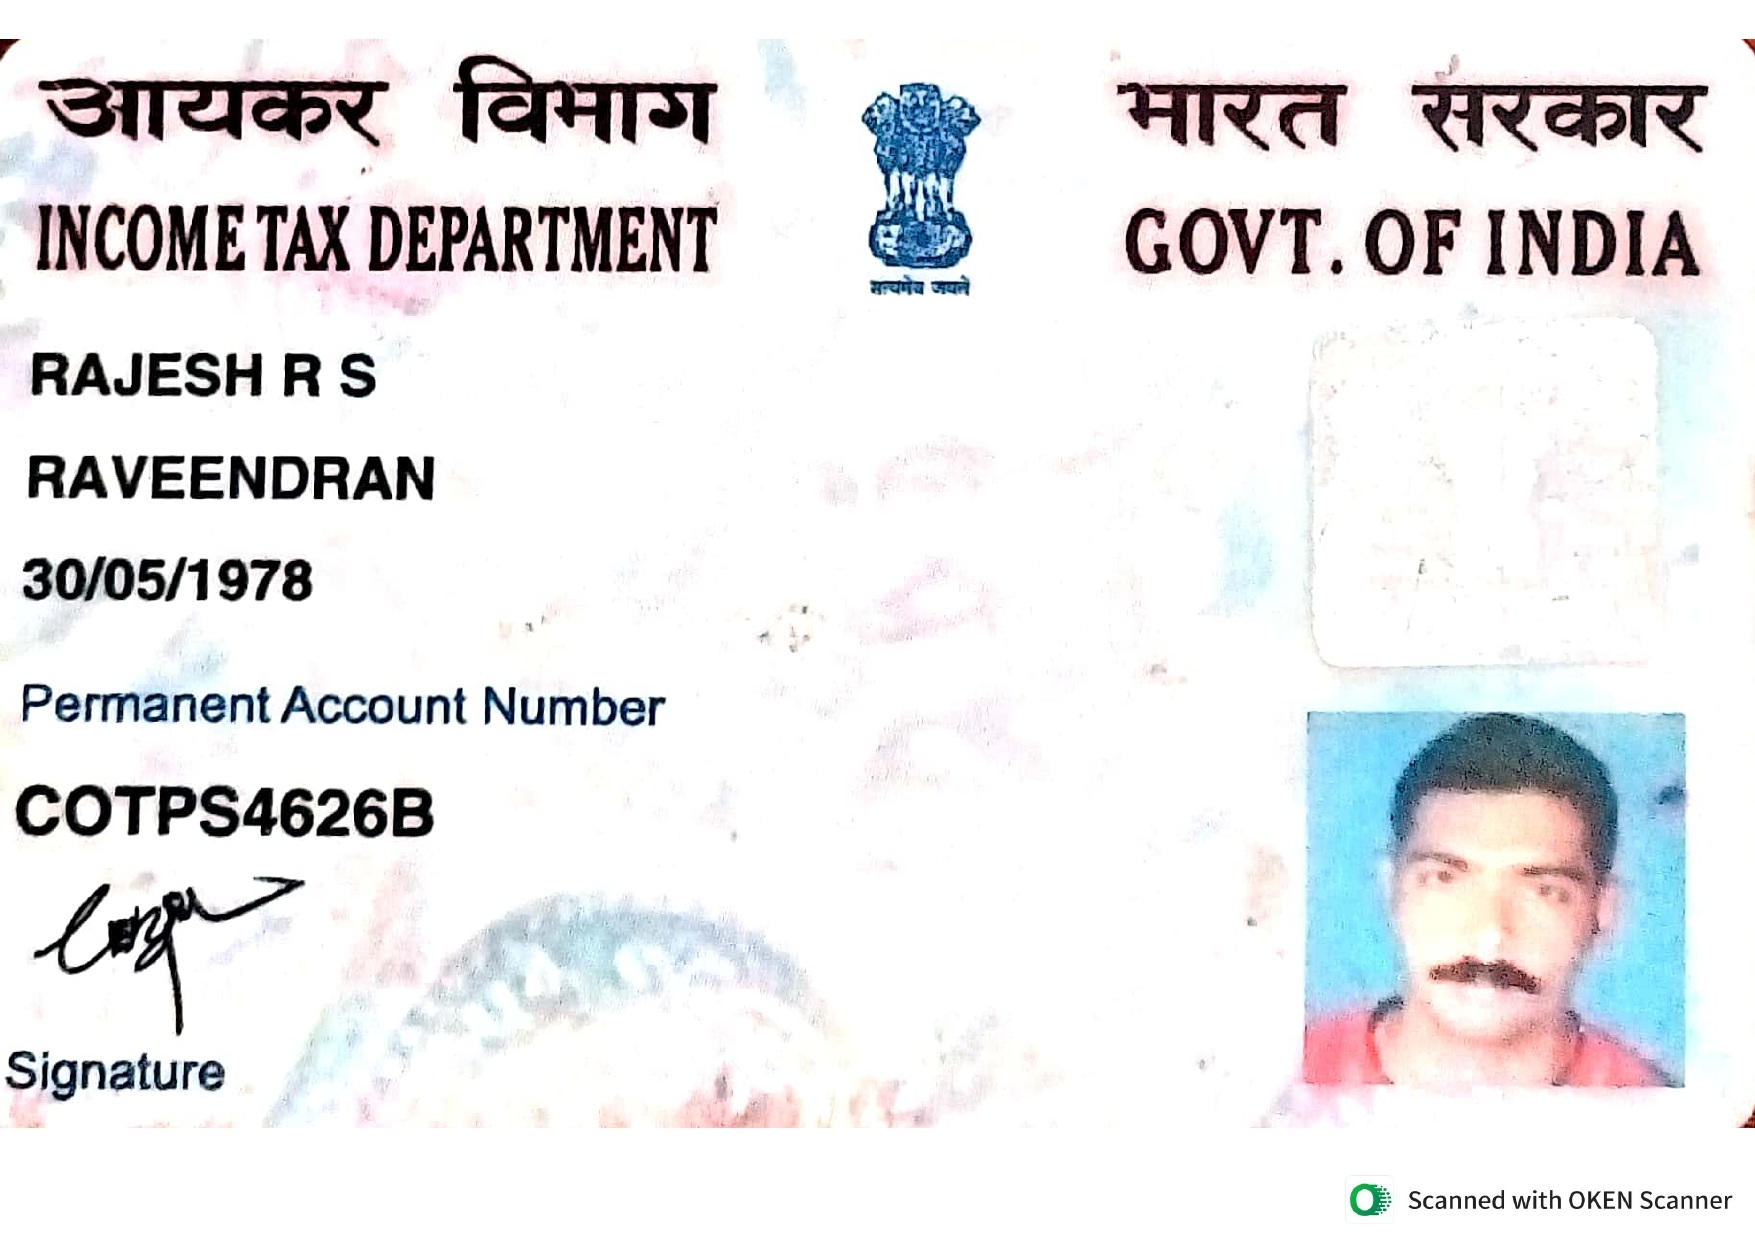 आयकर विभाग
INCOME TAX DEPARTMENT
सत्यमेव जयते
भारत सरकार
GOVT. OF INDIA
RAJESH R S
RAVEENDRAN
30/05/1978
Permanent Account Number
COTPS4626B
Signature
Scanned with OKEN Scanner